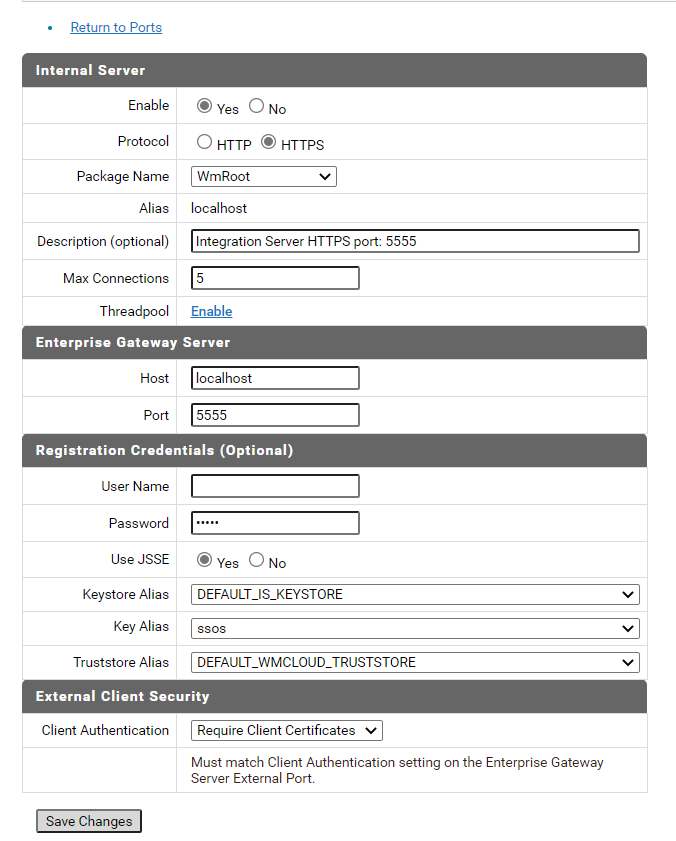 Return to Ports
Internal Server
Enable Yes No
Protocol HTTP HTTPS
Package Name WmRoot
Alias localhost
Description (optional) Integration Server HTTPS port: 5555
Max Connections 5
Threadpool Enable
Enterprise Gateway Server
Host localhost
Port 5555
Registration Credentials (Optional)
User Name
Password •••••
Use JSSE Yes No
Keystore Alias DEFAULT_IS_KEYSTORE
Key Alias ssos
Truststore Alias DEFAULT_WMCLOUD_TRUSTSTORE
External Client Security
Client Authentication Require Client Certificates
Must match Client Authentication setting on the Enterprise Gateway
Server External Port.
Save Changes